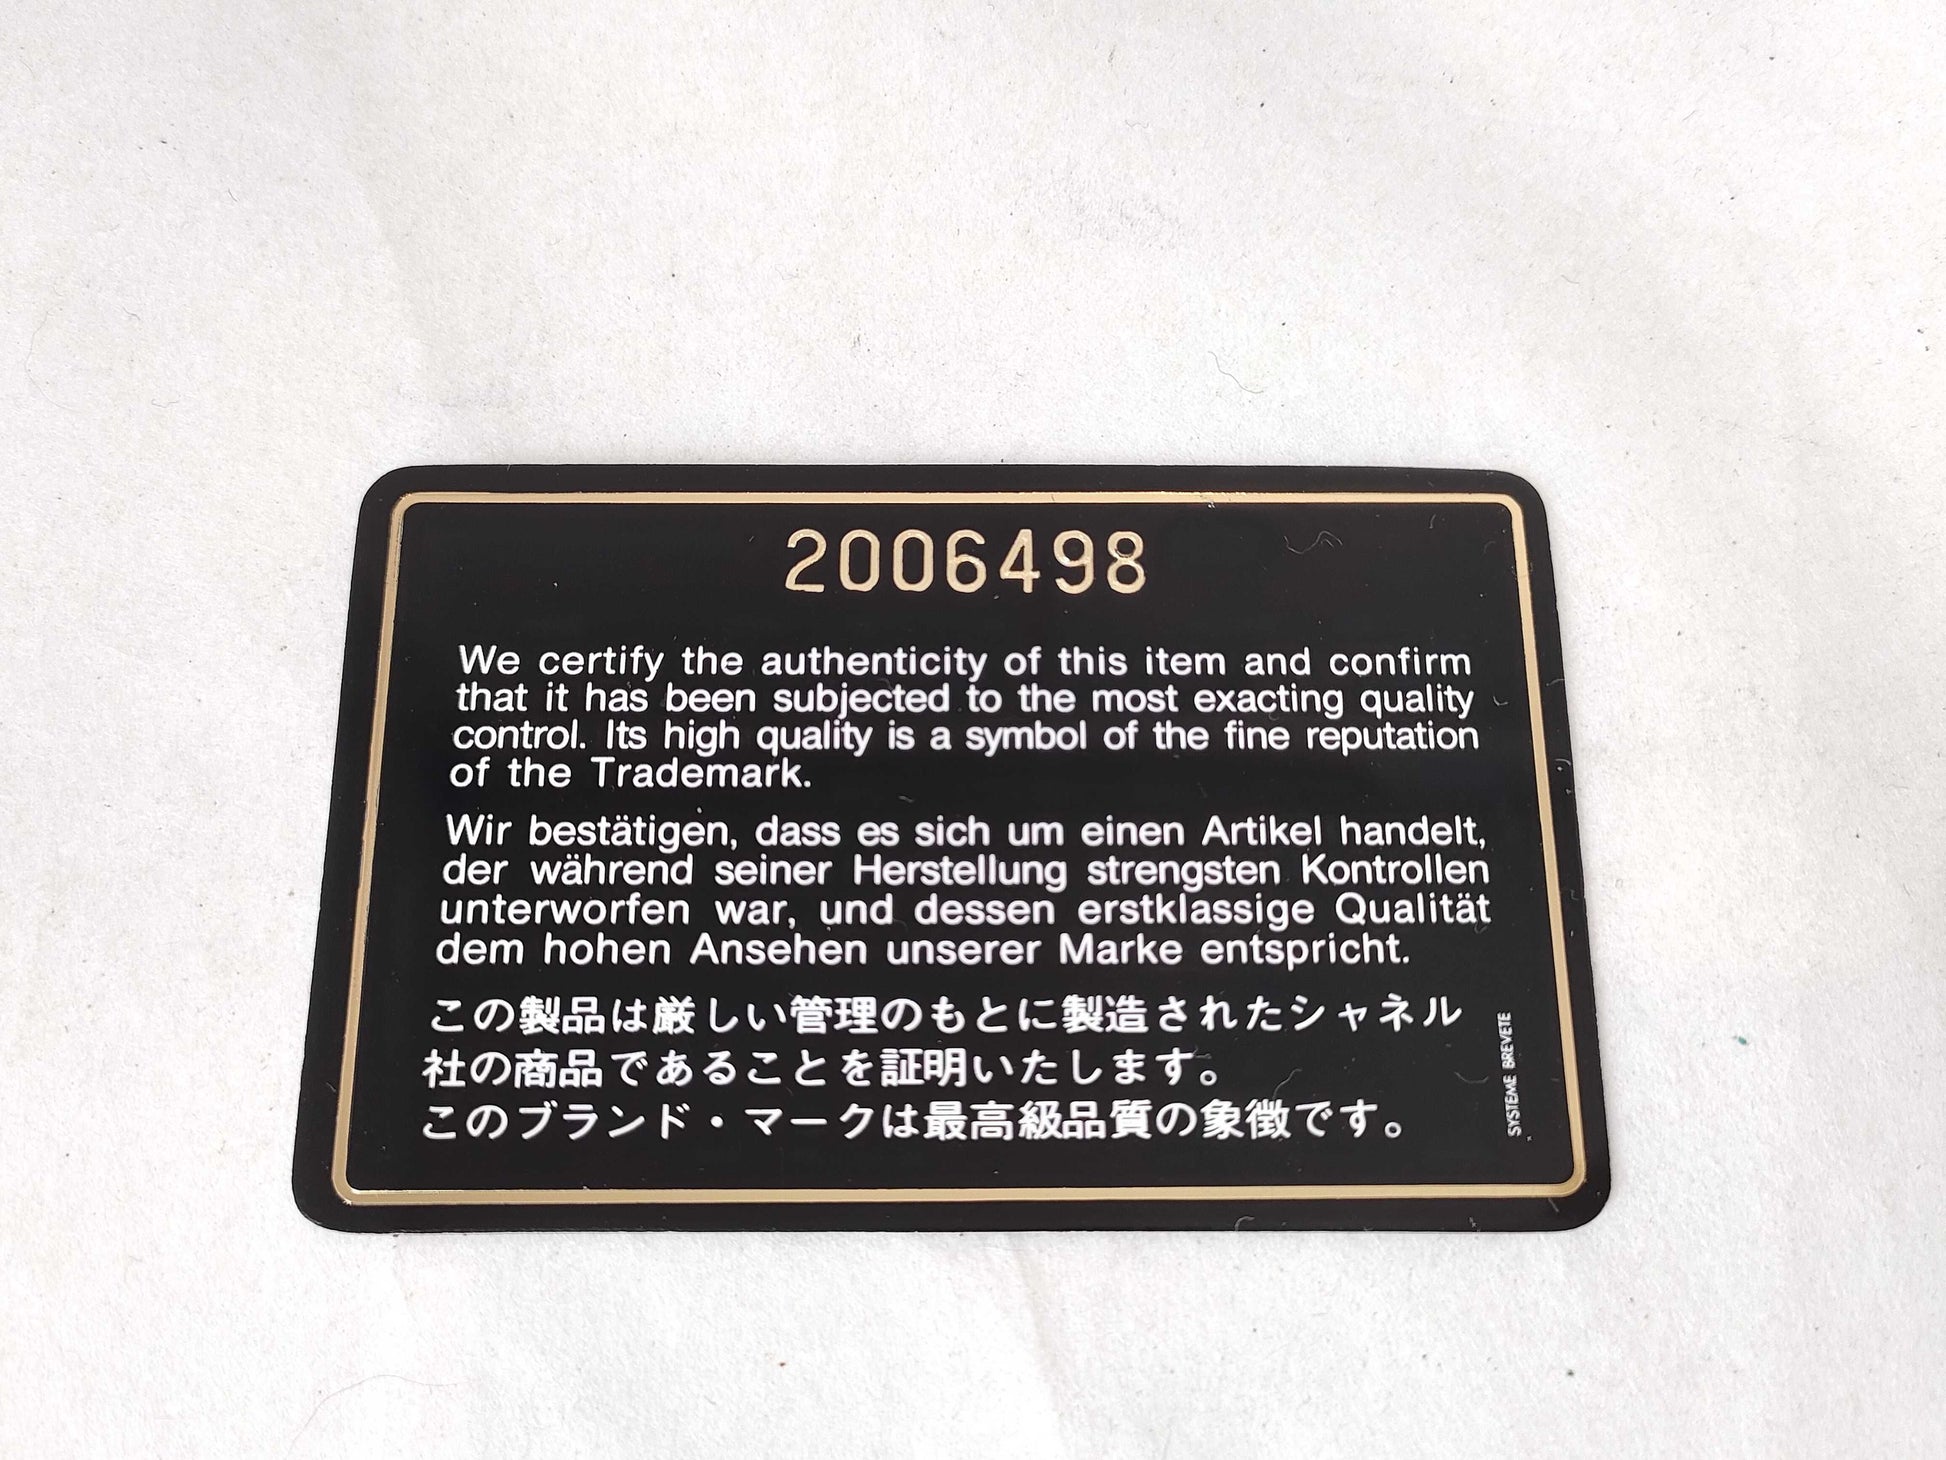 2006498
We certify the authenticity of this item and confirm
that it has been subjected to the most exacting quality
control. Its high quality is a symbol of the fine reputation
of the Trademark.
Wir bestätigen, dass es sich um einen Artikel handelt,
der während seiner Herstellung strengsten Kontrollen
unterworfen war, und dessen erstklassige Qualität
dem hohen Ansehen unserer Marke entspricht.
この製品は厳しい管理のもとに製造されたシャネル
社の商品であることを証明いたします。
このブランド・マークは最高級品質の象徴です。
SYSTEME BREVETE